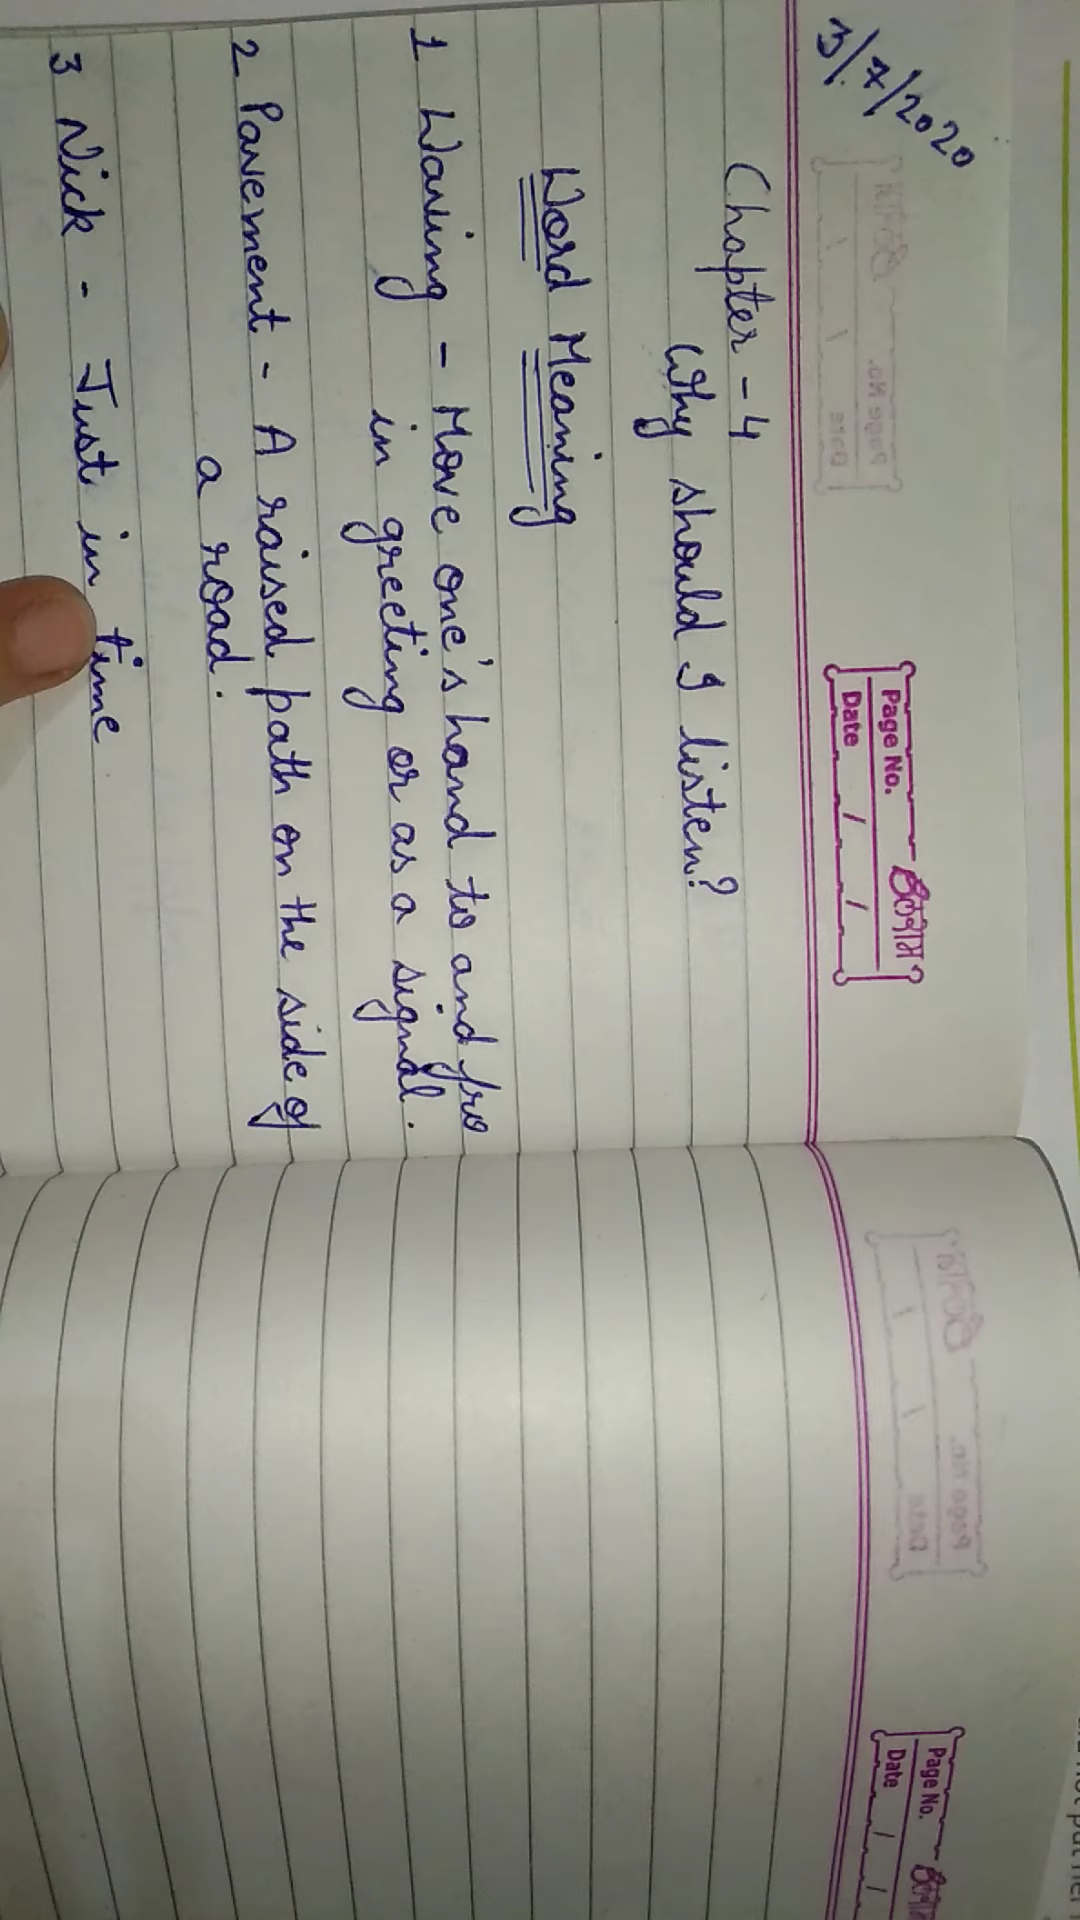 3/7/2020
Page No.
Date
Chapter - 4
Why should I listen?
Word Meaning
1 Waving - Move one's hand to and fro
in greeting or as a signal.
2 Pavement - A raised path on the side of
a road.
3 Nick - Just in time
Page No.
Date